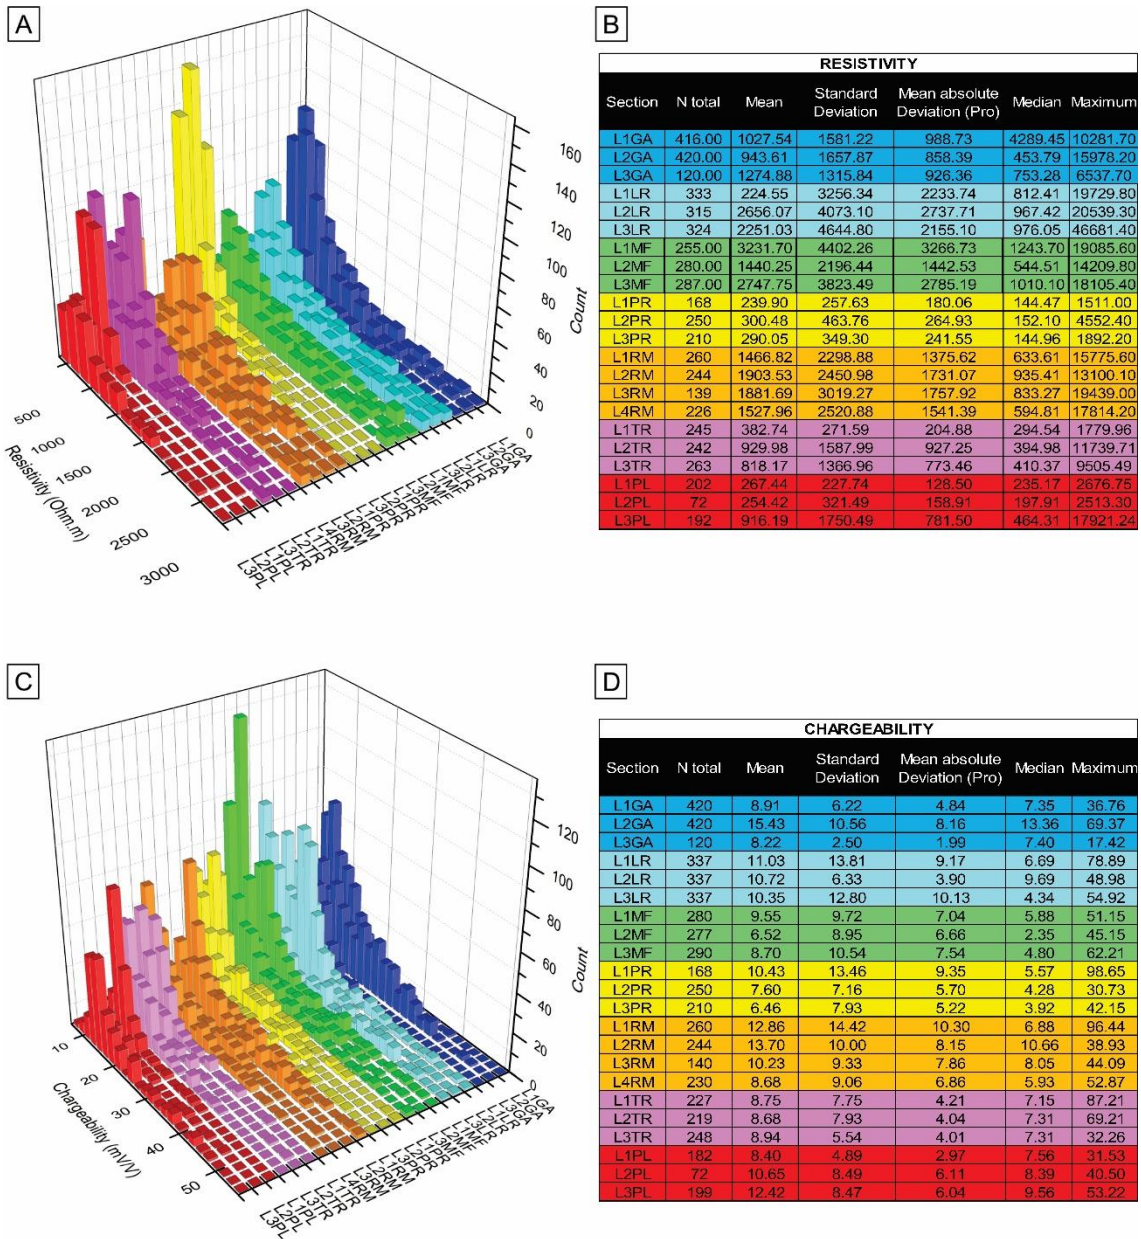 A
160
140
120
100
80
60
40
20
0
Count
500
1000
1500
2000
2500
3000
Resistivity (Ohm.m)
L1GA
L2GA
L3GA
L3PL
B
RESISTIVITY
Section N total Mean Standard Deviation Mean absolute Deviation (Pro) Median Maximum
L1GA 416.00 1027.54 1581.22 988.73 4289.45 10281.70
L2GA 420.00 943.61 1657.87 858.39 453.79 15978.20
L3GA 120.00 1274.88 1315.84 926.36 753.28 6537.70
L1LR 333 224.55 3256.34 2233.74 812.41 19729.80
L2LR 315 2656.07 4073.10 2737.71 967.42 20539.30
L3LR 324 2251.03 4644.80 2155.10 976.05 46681.40
L1MF 255.00 3231.70 4402.26 3266.73 1243.70 19085.60
L2MF 280.00 1440.25 2196.44 1442.53 544.51 14209.80
L3MF 287.00 2747.75 3823.49 2785.19 1010.10 18105.40
L1PR 168 239.90 257.63 180.06 144.47 1511.00
L2PR 250 300.48 463.76 264.93 152.10 4552.40
L3PR 210 290.05 349.30 241.55 144.96 1892.20
L1RM 260 1466.82 2298.88 1375.62 633.61 15775.60
L2RM 244 1903.53 2450.98 1731.07 935.41 13100.10
L3RM 139 1881.69 3019.27 1757.92 833.27 19439.00
L4RM 226 1527.96 2520.88 1541.39 594.81 17814.20
L1TR 245 382.74 271.59 204.88 294.54 1779.96
L2TR 242 929.98 1587.99 927.25 394.98 11739.71
L3TR 263 818.17 1366.96 773.46 410.37 9505.49
L1PL 202 267.44 227.74 128.50 235.17 2676.75
L2PL 72 254.42 321.49 158.91 197.91 2513.30
L3PL 192 916.19 1750.49 781.50 464.31 17921.24
C
120
100
80
60
40
20
0
Count
10
20
30
40
50
Chargeability (mV/V)
L1GA
L2GA
L3GA
L3PL
D
CHARGEABILITY
Section N total Mean Standard Deviation Mean absolute Deviation (Pro) Median Maximum
L1GA 420 8.91 6.22 4.84 7.35 36.76
L2GA 420 15.43 10.56 8.16 13.36 69.37
L3GA 120 8.22 2.50 1.99 7.40 17.42
L1LR 337 11.03 13.81 9.17 6.69 78.89
L2LR 337 10.72 6.33 3.90 9.69 48.98
L3LR 337 10.35 12.80 10.13 4.34 54.92
L1MF 280 9.55 9.72 7.04 5.88 51.15
L2MF 277 6.52 8.95 6.66 2.35 45.15
L3MF 290 8.70 10.54 7.54 4.80 62.21
L1PR 168 10.43 13.46 9.35 5.57 98.65
L2PR 250 7.60 7.16 5.70 4.28 30.73
L3PR 210 6.46 7.93 5.22 3.92 42.15
L1RM 260 12.86 14.42 10.30 6.88 96.44
L2RM 244 13.70 10.00 8.15 10.66 38.93
L3RM 140 10.23 9.33 7.86 8.05 44.09
L4RM 230 8.68 9.06 6.86 5.93 52.87
L1TR 227 8.75 7.75 4.21 7.15 87.21
L2TR 219 8.68 7.93 4.04 7.31 69.21
L3TR 248 8.94 5.54 4.01 7.31 32.26
L1PL 182 8.40 4.89 2.97 7.56 31.53
L2PL 72 10.65 8.49 6.11 8.39 40.50
L3PL 199 12.42 8.47 6.04 9.56 53.22